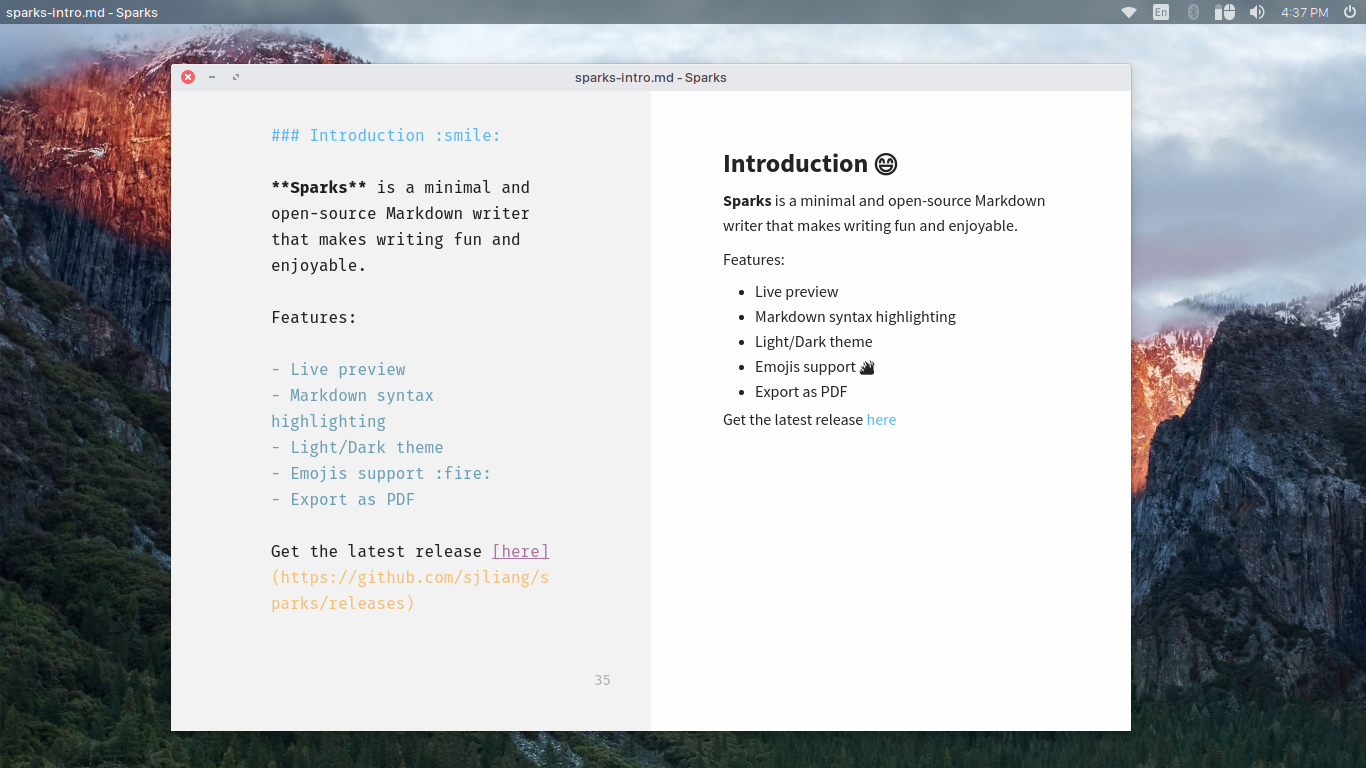 sparks-intro.md - Sparks
En
4:37 PM
sparks-intro.md - Sparks
### Introduction :smile:
**Sparks** is a minimal and
open-source Markdown writer
that makes writing fun and
enjoyable.
Features:
- Live preview
- Markdown syntax
highlighting
- Light/Dark theme
- Emojis support :fire:
- Export as PDF
Get the latest release [here]
(https://github.com/sjliang/s
parks/releases)
35
Introduction 😄
Sparks is a minimal and open-source Markdown
writer that makes writing fun and enjoyable.
Features:
• Live preview
• Markdown syntax highlighting
• Light/Dark theme
• Emojis support 🔥
• Export as PDF
Get the latest release here